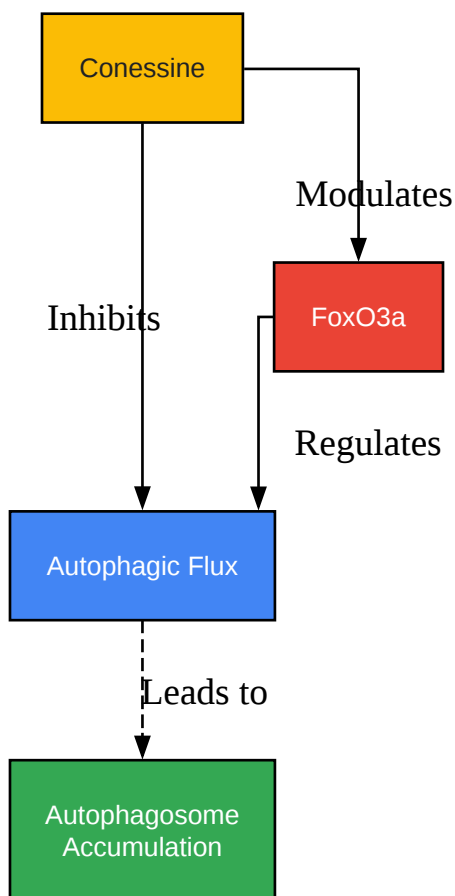 Conessine
Modulates
Inhibits
FoxO3a
Regulates
Autophagic Flux
Leads to
Autophagosome
Accumulation